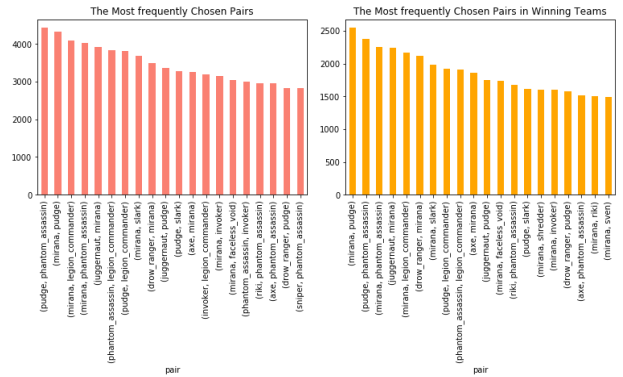 The Most frequently Chosen Pairs
4000
3000
2000
1000
0
(pudge, phantom_assassin)
(mirana, pudge)
(mirana, legion_commander)
(mirana, phantom_assassin)
(juggernaut, mirana)
(phantom_assassin, legion_commander)
(pudge, legion_commander)
(mirana, slark)
(drow_ranger, mirana)
(juggernaut, pudge)
(pudge, slark)
(axe, mirana)
(invoker, legion_commander)
(mirana, invoker)
(mirana, faceless_void)
(phantom_assassin, invoker)
(riki, phantom_assassin)
(axe, phantom_assassin)
(drow_ranger, pudge)
(sniper, phantom_assassin)
pair
The Most frequently Chosen Pairs in Winning Teams
2500
2000
1500
1000
500
0
(mirana, pudge)
(pudge, phantom_assassin)
(mirana, phantom_assassin)
(juggernaut, mirana)
(mirana, legion_commander)
(drow_ranger, mirana)
(mirana, slark)
(pudge, legion_commander)
(phantom_assassin, legion_commander)
(axe, mirana)
(juggernaut, pudge)
(mirana, faceless_void)
(riki, phantom_assassin)
(pudge, slark)
(mirana, shredder)
(mirana, invoker)
(drow_ranger, pudge)
(axe, phantom_assassin)
(mirana, riki)
(mirana, sven)
pair